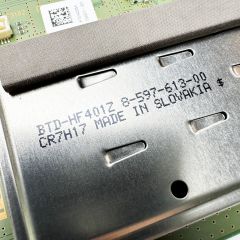 BTD-HF401Z 8-597-613-00
CR7H17 MADE IN SLOVAKIA $